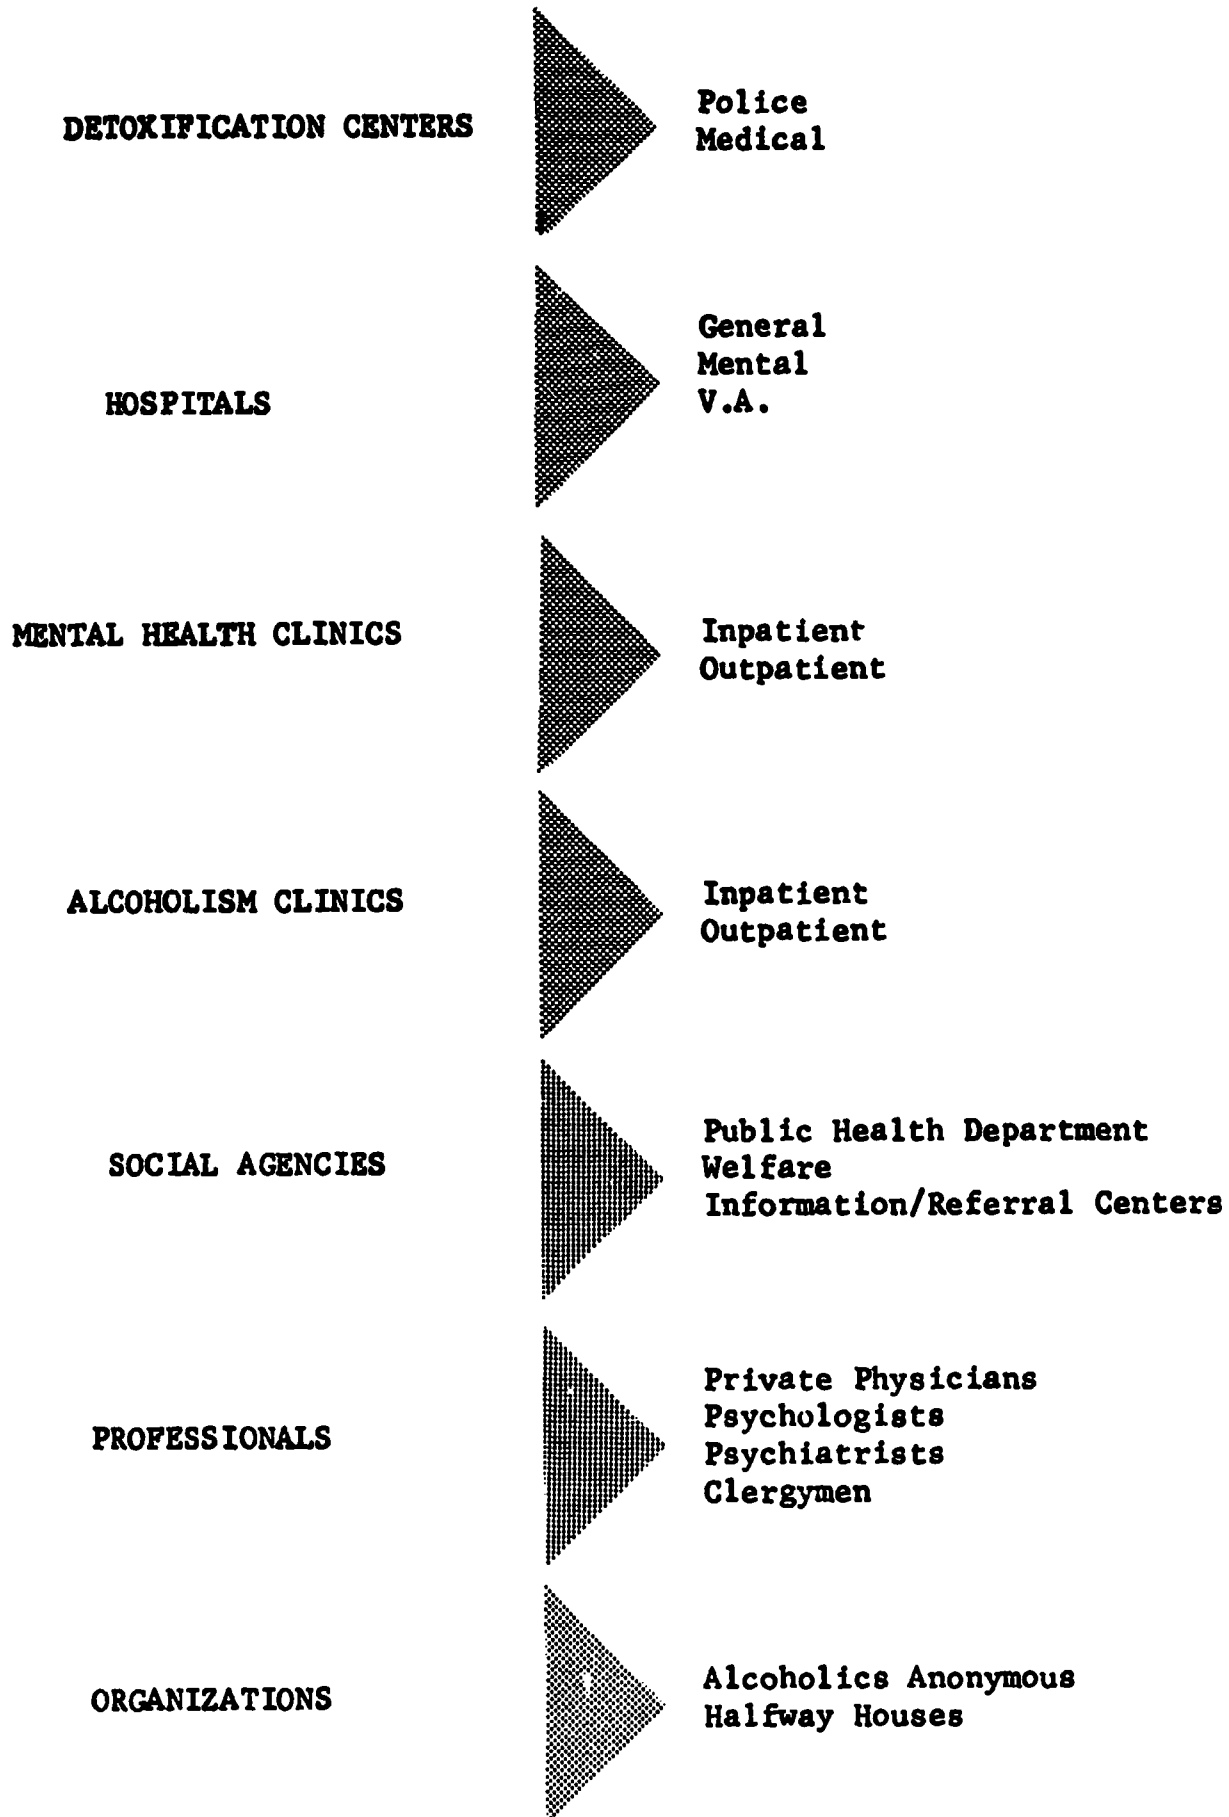 DETOXIFICATION CENTERS
Police
Medical
HOSPITALS
General
Mental
V.A.
MENTAL HEALTH CLINICS
Inpatient
Outpatient
ALCOHOLISM CLINICS
Inpatient
Outpatient
SOCIAL AGENCIES
Public Health Department
Welfare
Information/Referral Centers
PROFESSIONALS
Private Physicians
Psychologists
Psychiatrists
Clergymen
ORGANIZATIONS
Alcoholics Anonymous
Halfway Houses